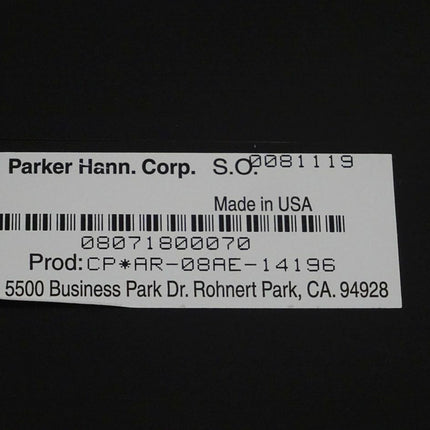 Parker Hann. Corp. S.O. 0081119
Made in USA
08071800070
Prod: CP*AR-08AE-14196
5500 Business Park Dr. Rohnert Park, CA. 94928